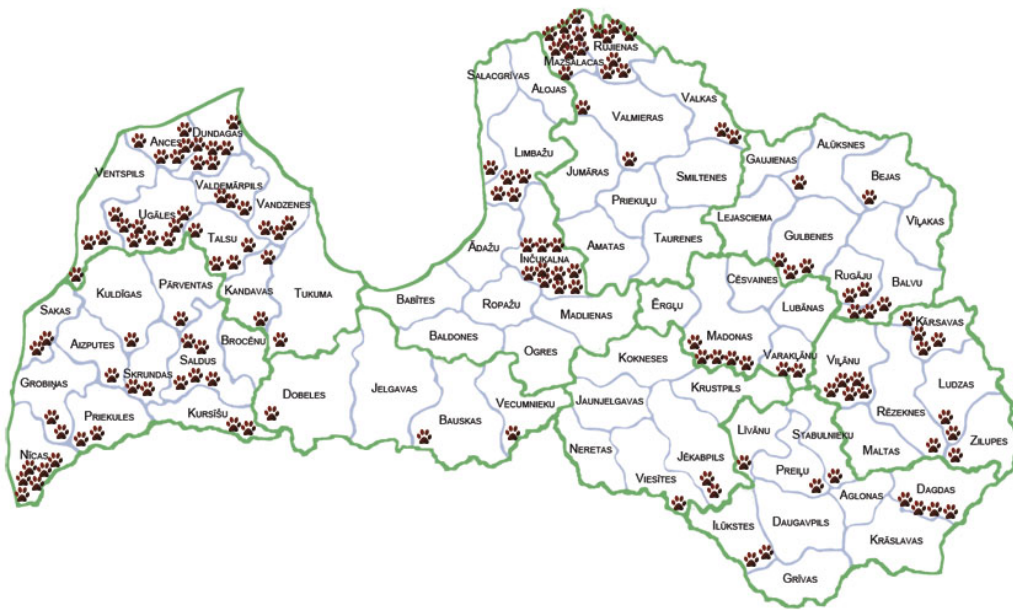 Rūjienas
Mazsalacas
Salacgrīvas
Alojas
Valkas
Valmieras
Dundagas
Ances
Limbažu
Alūksnes
Gaujienas
Ventspils
Jumāras
Smiltenes
Bejas
Valdemārpils
Priekuļu
Vandzenes
Ugāles
Lejasciema
Viļakas
Talsu
Gulbenes
Ādažu
Amatas
Taurenes
Inčukalna
Rugāju
Balvu
Cēsvaines
Pārventas
Kuldīgas
Kandavas
Tukuma
Babītes
Ropažu
Madlienas
Ērgļu
Lubānas
Sakas
Kārsavas
Baldones
Madonas
Aizputes
Brocēnu
Ogres
Kokneses
Varakļānu
Viļānu
Saldus
Skrundas
Grobiņas
Dobeles
Jelgavas
Krustpils
Ludzas
Jaunjelgavas
Vecumnieku
Rēzeknes
Priekules
Kursīšu
Bauskas
Līvānu
Stabulnieku
Zilupes
Neretas
Maltas
Nīcas
Jēkabpils
Preiļu
Viesītes
Aglonas
Dagdas
Ilūkstes
Daugavpils
Krāslavas
Grīvas